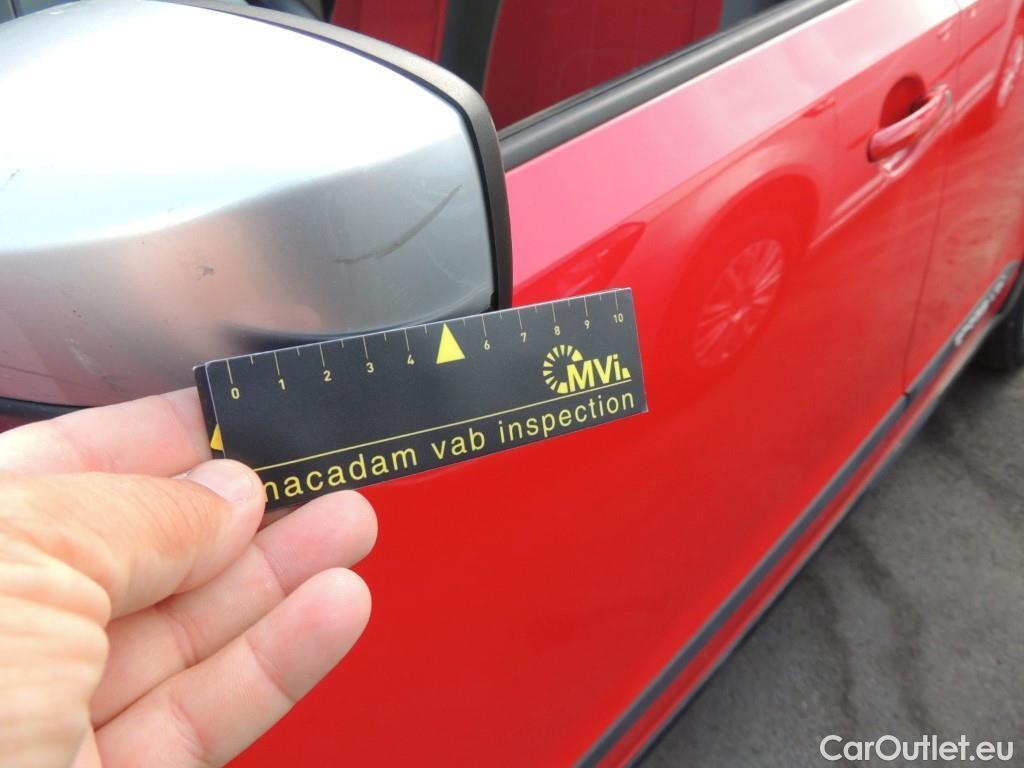 0 1 2 3 4 6 7 8 9 10
MVi.
macadam vab inspection
CarOutlet.eu